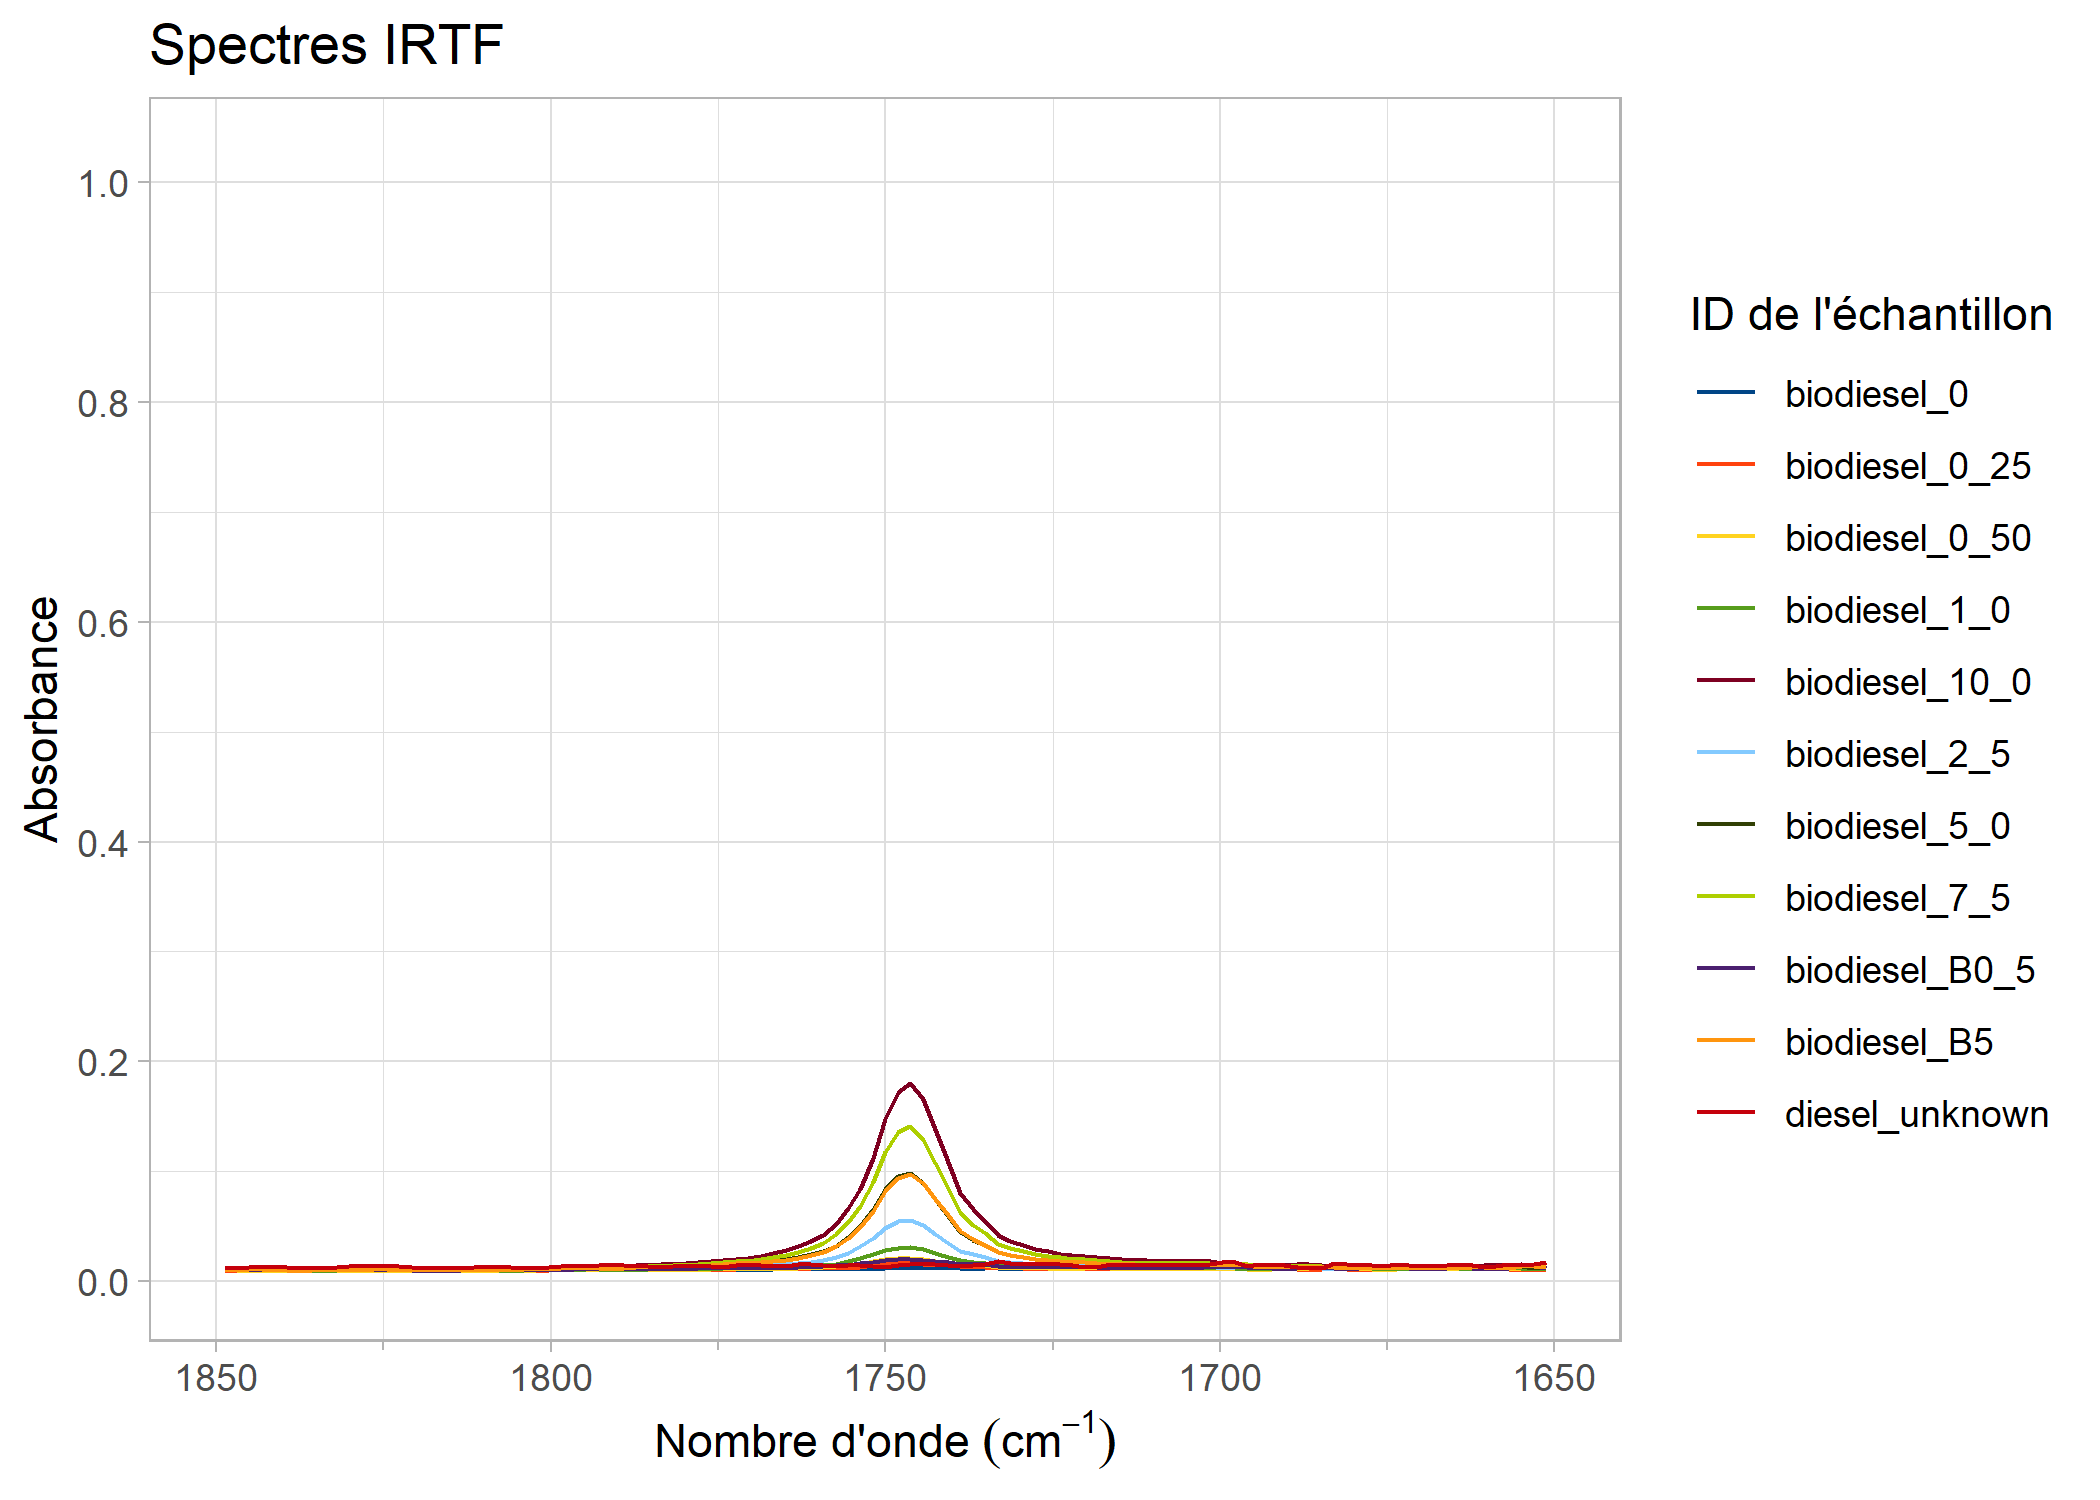 Spectres IRTF
Absorbance
1.0
0.8
0.6
0.4
0.2
0.0
1850 1800 1750 1700 1650
Nombre d'onde (cm⁻¹)
ID de l'échantillon
biodiesel_0
biodiesel_0_25
biodiesel_0_50
biodiesel_1_0
biodiesel_10_0
biodiesel_2_5
biodiesel_5_0
biodiesel_7_5
biodiesel_B0_5
biodiesel_B5
diesel_unknown